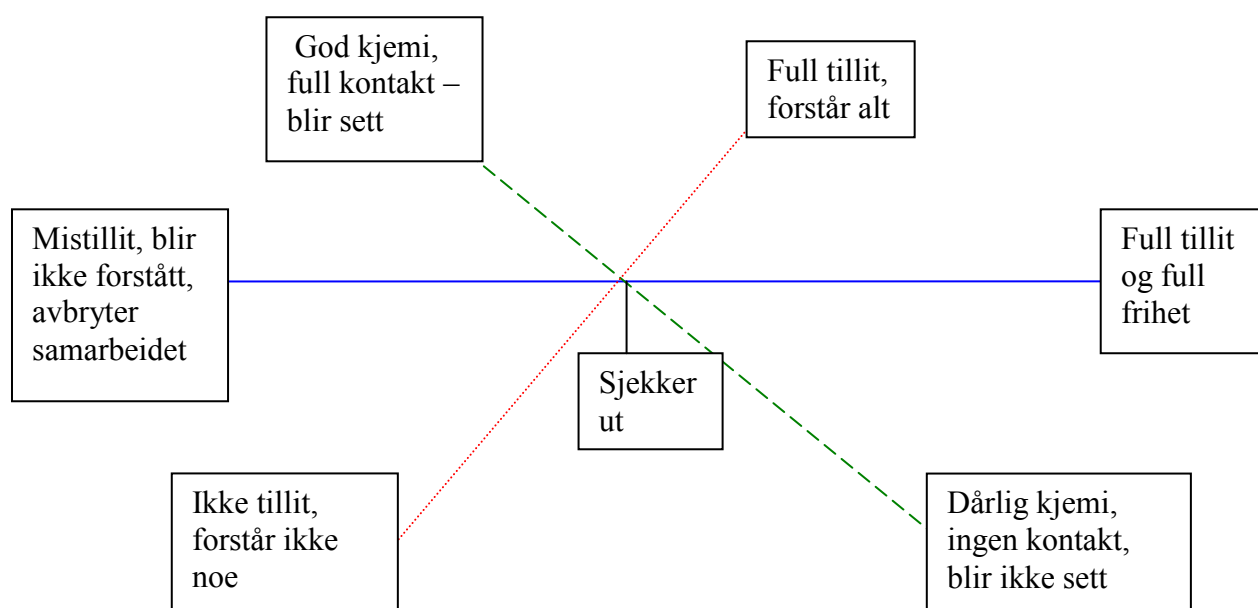 God kjemi,
full kontakt –
blir sett
Full tillit,
forstår alt
Mistillit, blir
ikke forstått,
avbryter
samarbeidet
Full tillit
og full
frihet
Sjekker
ut
Ikke tillit,
forstår ikke
noe
Dårlig kjemi,
ingen kontakt,
blir ikke sett